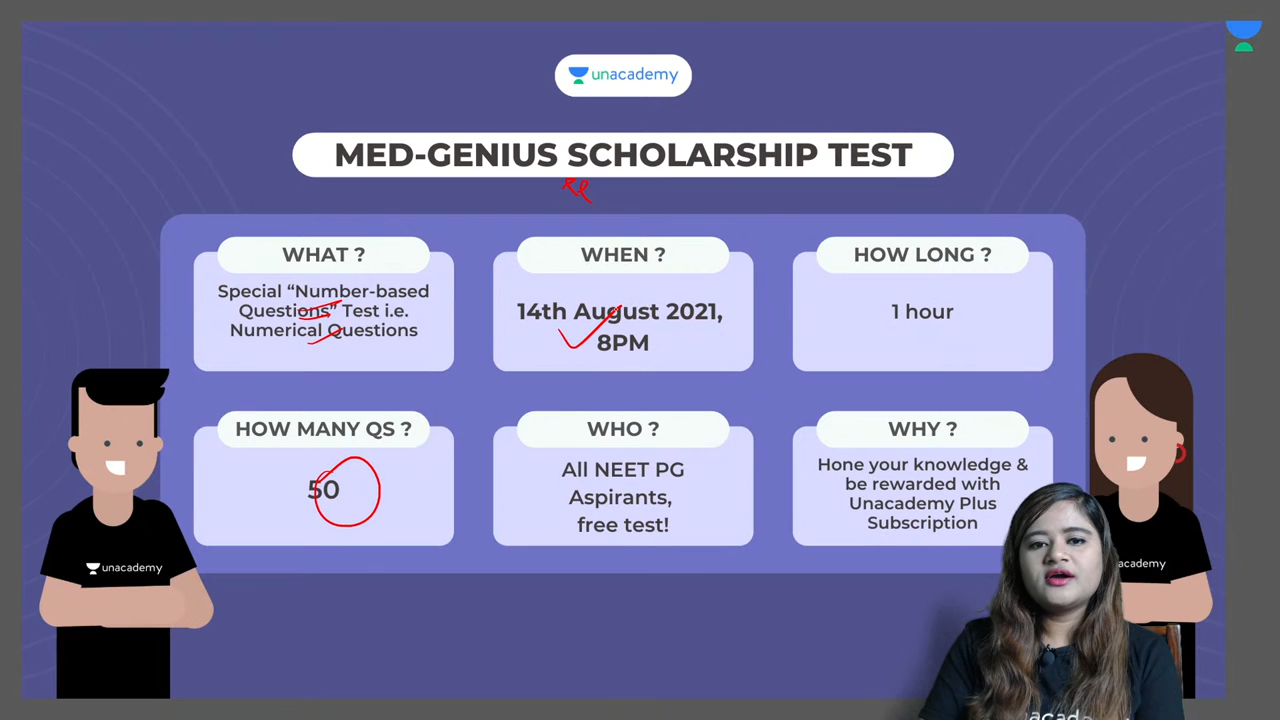 unacademy
MED-GENIUS SCHOLARSHIP TEST
WHAT ?
Special “Number-based
Questions” Test i.e.
Numerical Questions
WHEN ?
14th August 2021,
8PM
HOW LONG ?
1 hour
HOW MANY QS ?
50
WHO ?
All NEET PG
Aspirants,
free test!
WHY ?
Hone your knowledge &
be rewarded with
Unacademy Plus
Subscription
unacademy
academy
unacademy